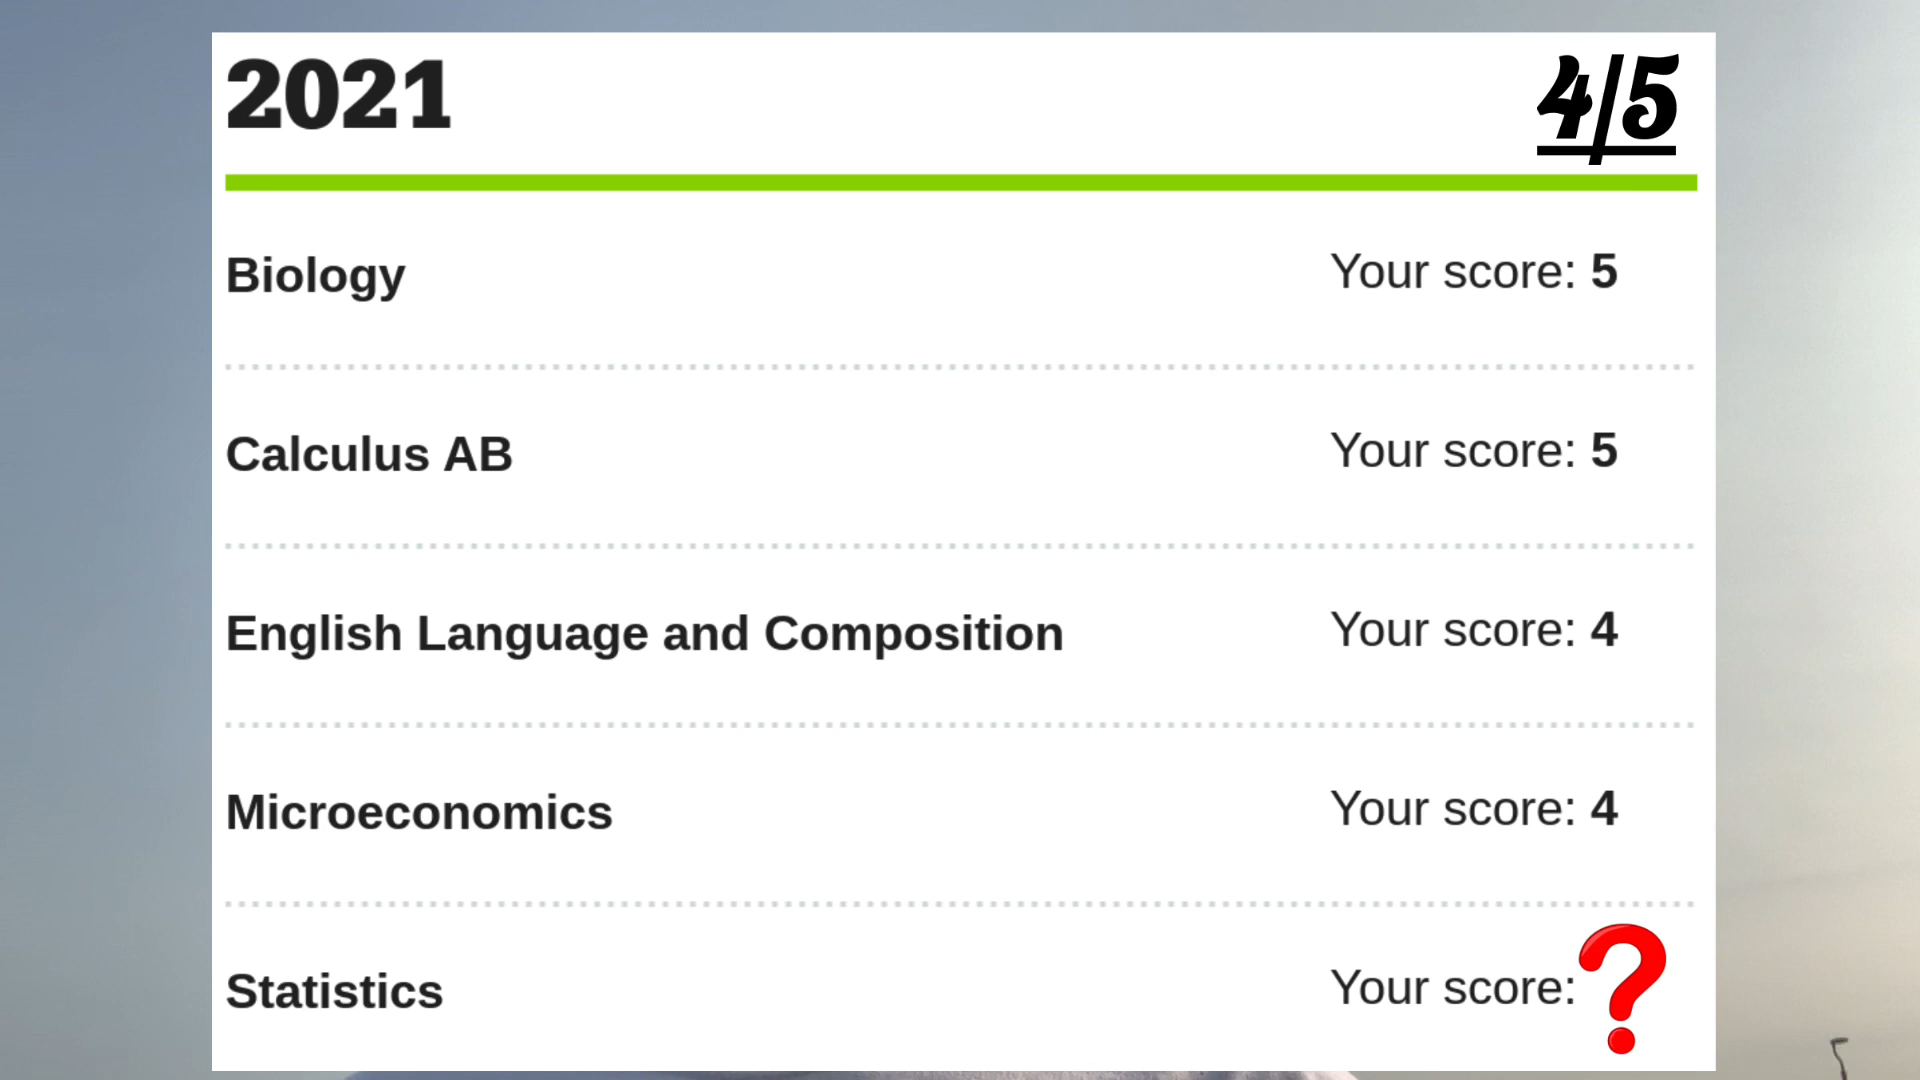 2021 4/5
Biology Your score: 5
Calculus AB Your score: 5
English Language and Composition Your score: 4
Microeconomics Your score: 4
Statistics Your score:❓